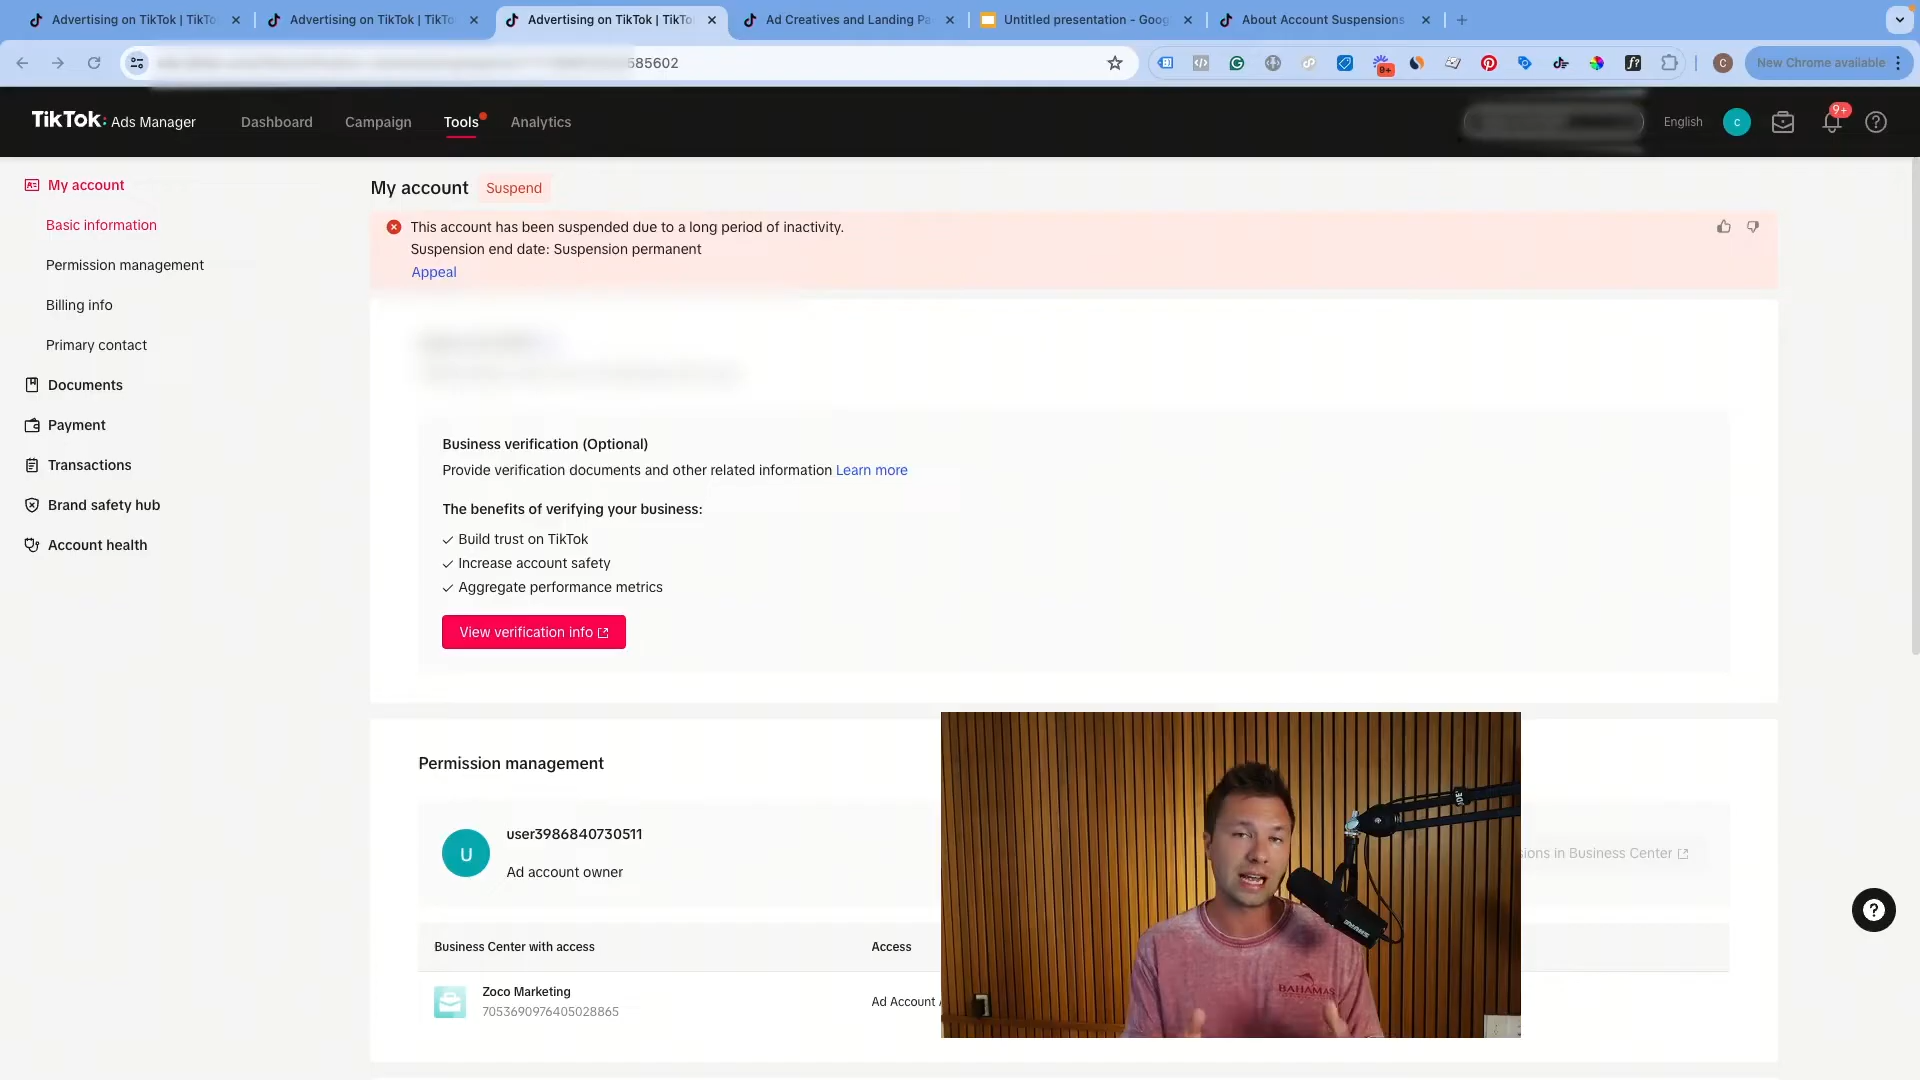 Advertising on TikTok | TikTo
Advertising on TikTok | TikTo
Advertising on TikTok | TikTo
Ad Creatives and Landing Pa
Untitled presentation - Goog
About Account Suspensions
585602
9+
f?
C
New Chrome available
TikTok: Ads Manager
Dashboard
Campaign
Tools
Analytics
English
C
9+
My account
Basic information
Permission management
Billing info
Primary contact
Documents
Payment
Transactions
Brand safety hub
Account health
My account
Suspend
This account has been suspended due to a long period of inactivity.
Suspension end date: Suspension permanent
Appeal
Business verification (Optional)
Provide verification documents and other related information Learn more
The benefits of verifying your business:
Build trust on TikTok
Increase account safety
Aggregate performance metrics
View verification info
Permission management
U
user3986840730511
Ad account owner
sions in Business Center
Business Center with access
Access
Zoco Marketing
7053690976405028865
Ad Account
BAHAMAS